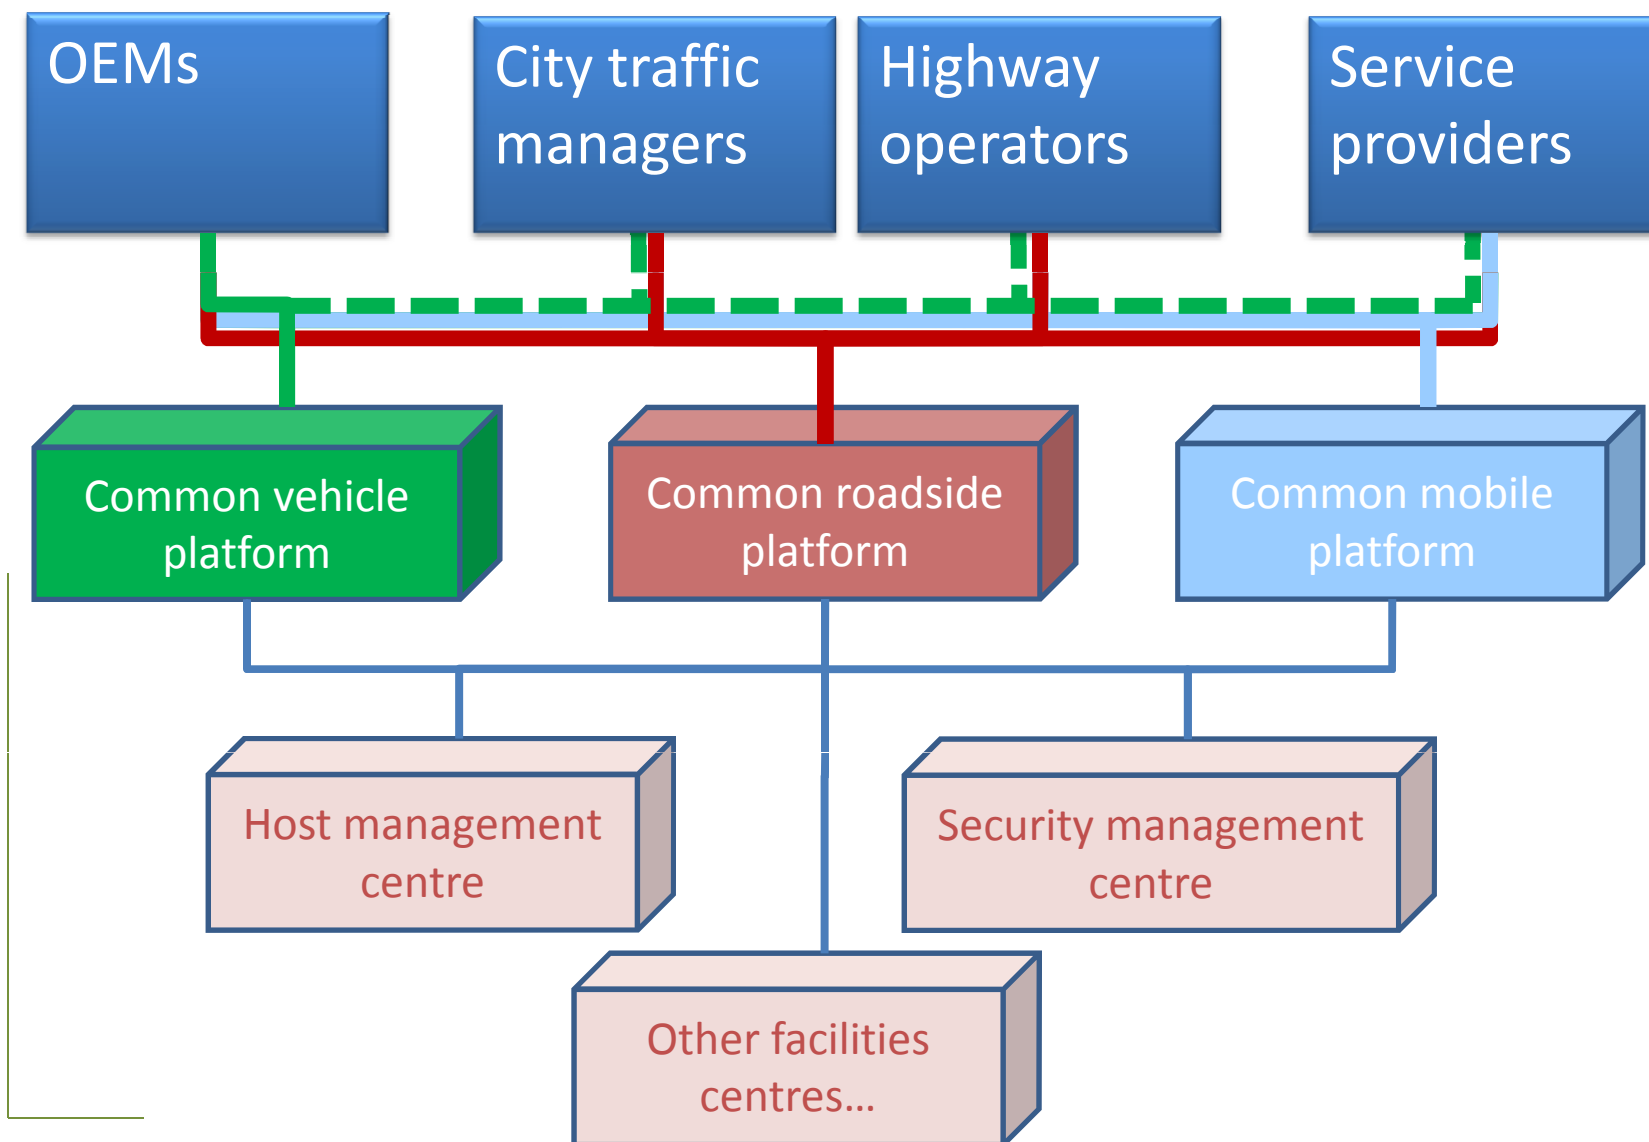 OEMs
City traffic
managers
Highway
operators
Service
providers
Common vehicle
platform
Common roadside
platform
Common mobile
platform
Host management
centre
Security management
centre
Other facilities
centres...